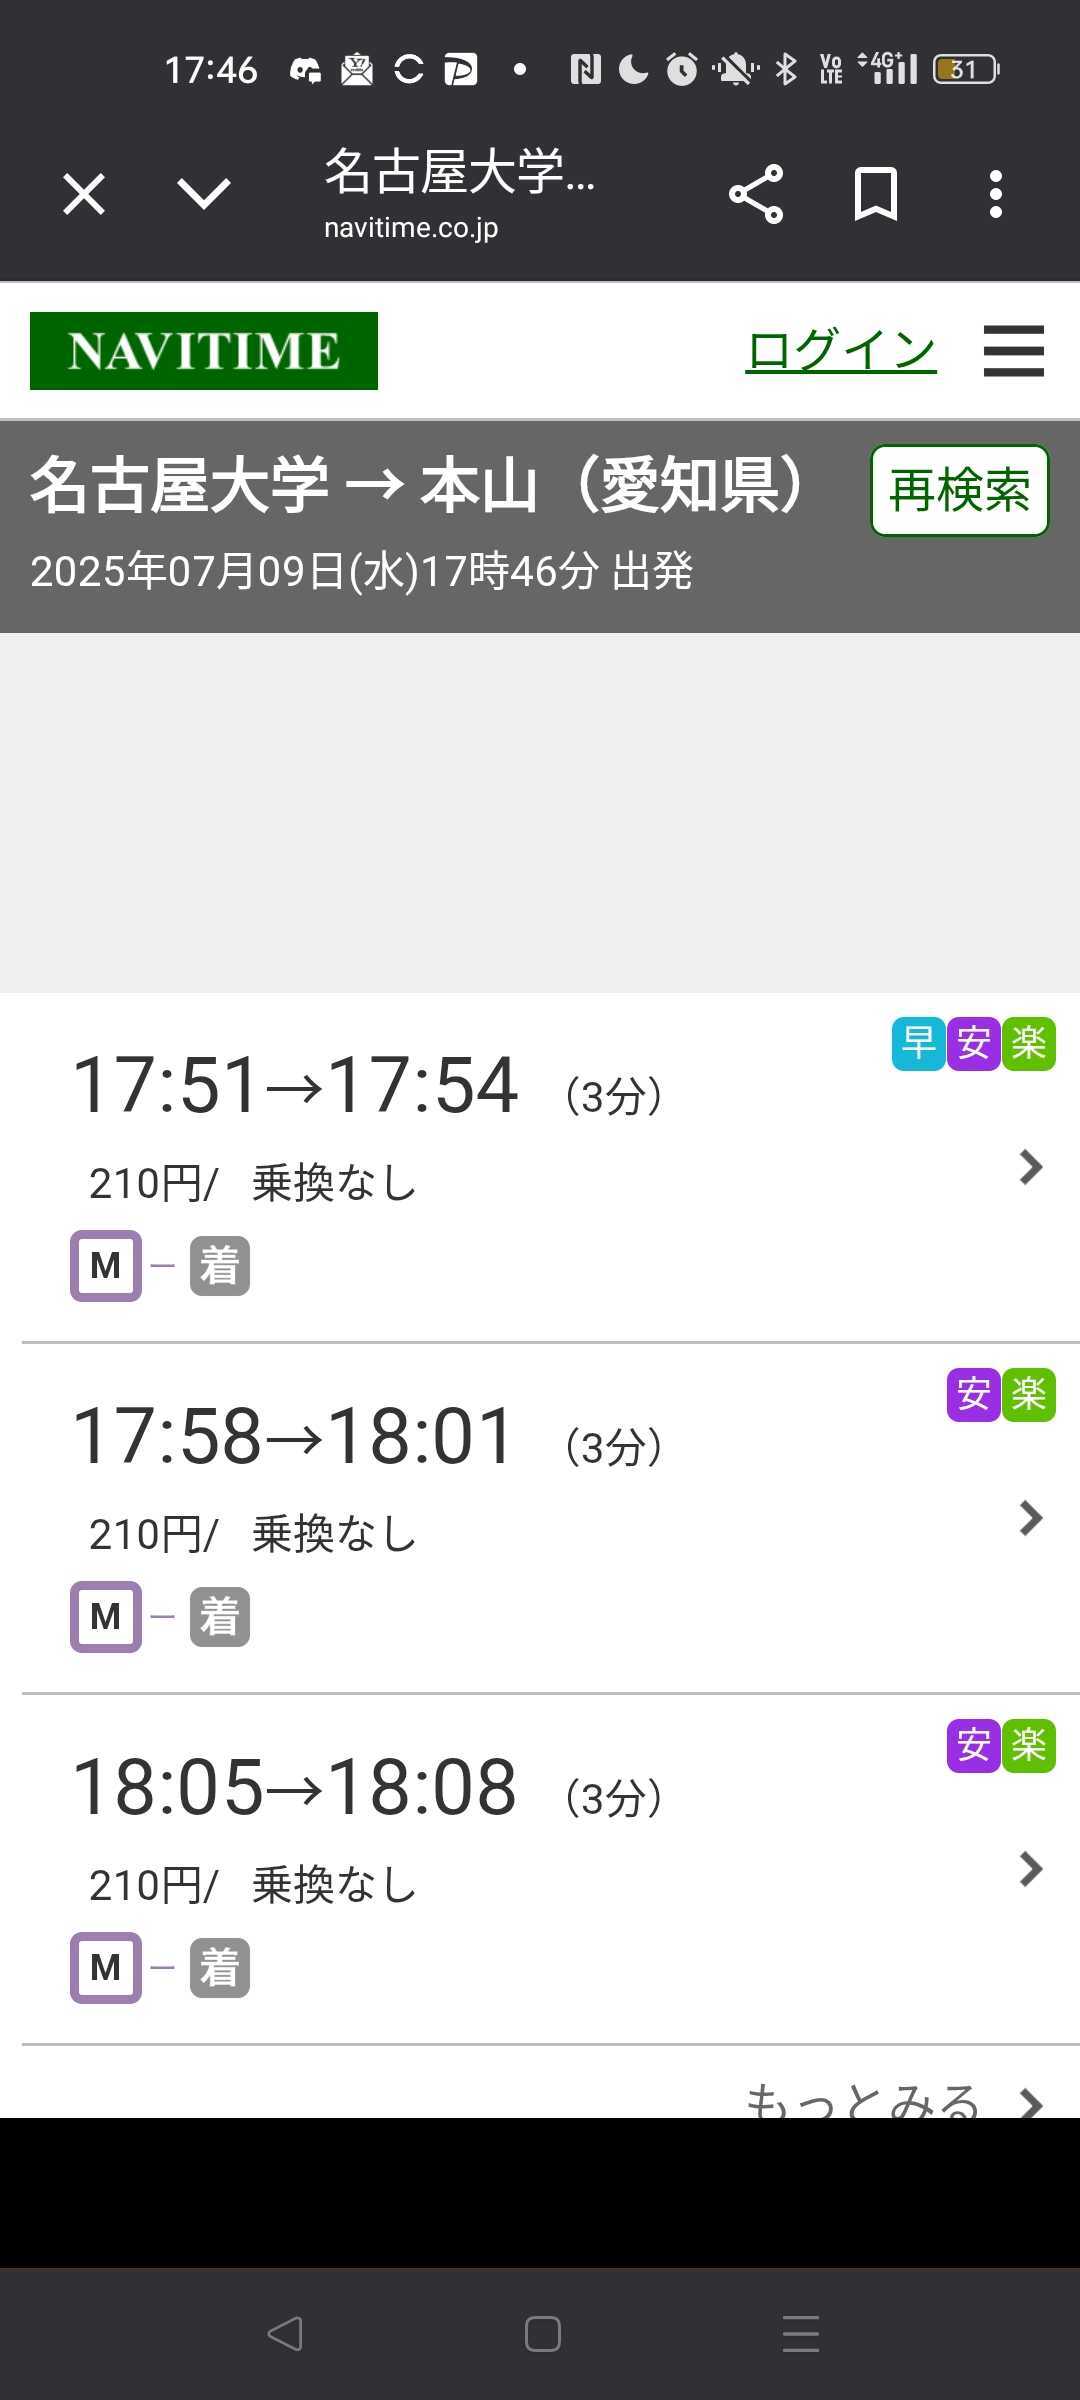 17:46
Vo LTE
4G+
31
名古屋大学...
navitime.co.jp
NAVITIME
ログイン
名古屋大学 → 本山（愛知県）
再検索
2025年07月09日(水)17時46分 出発
早 安 楽
17:51→17:54 （3分）
210円/ 乗換なし
M − 着
安 楽
17:58→18:01 （3分）
210円/ 乗換なし
M − 着
安 楽
18:05→18:08 （3分）
210円/ 乗換なし
M − 着
もっとみる